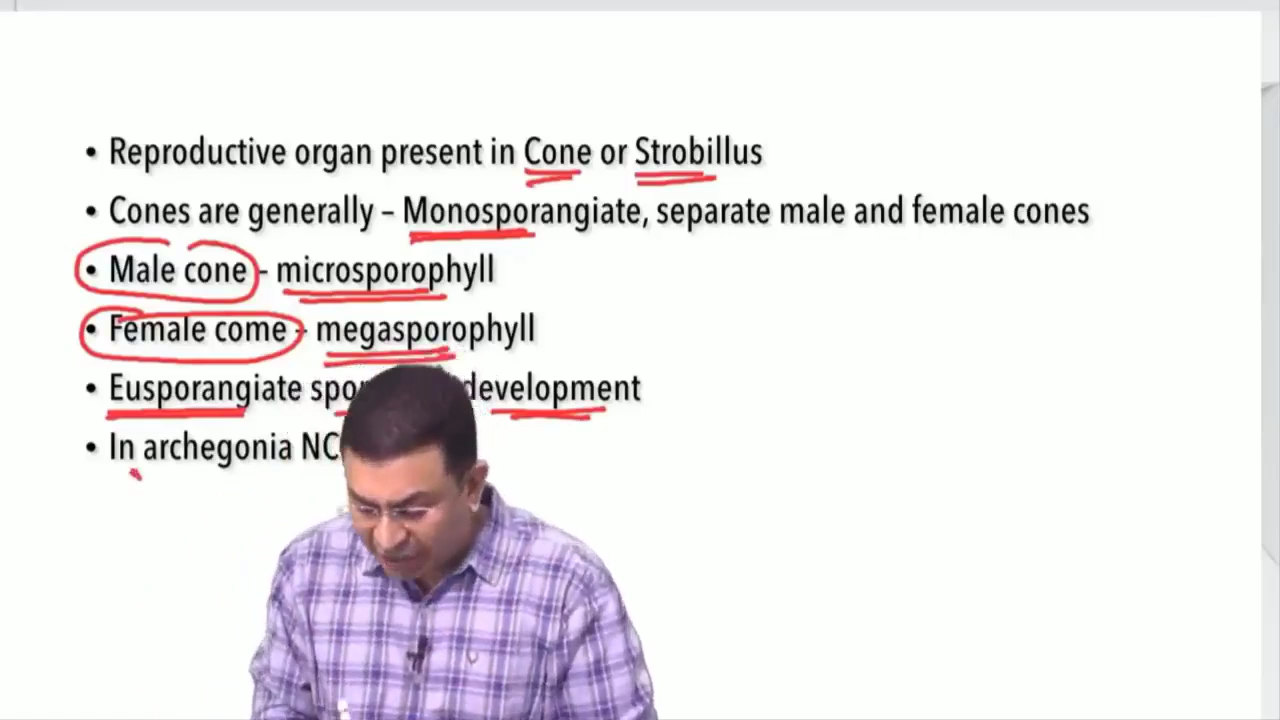 • Reproductive organ present in Cone or Strobillus
• Cones are generally – Monosporangiate, separate male and female cones
• Male cone - microsporophyll
• Female come - megasporophyll
• Eusporangiate development
• In archegonia